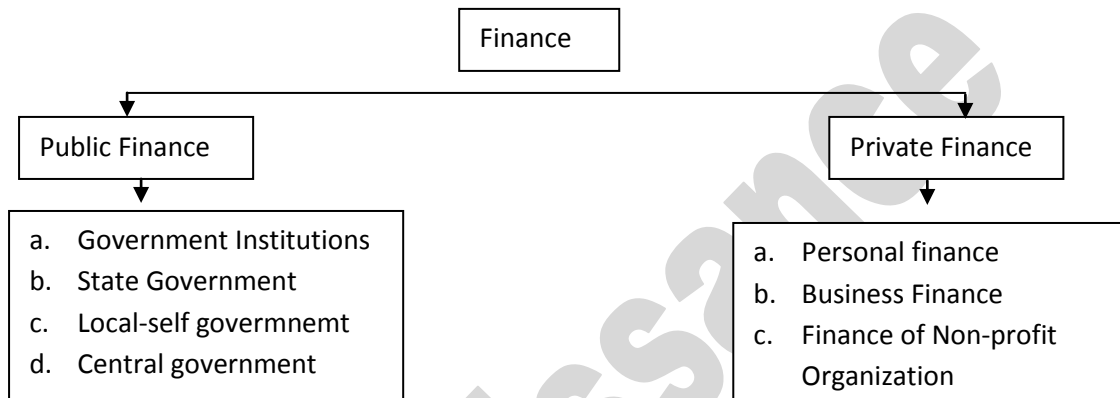 Finance
Public Finance
Private Finance
a. Government Institutions
b. State Government
c. Local-self govermnemt
d. Central government
a. Personal finance
b. Business Finance
c. Finance of Non-profit
Organization